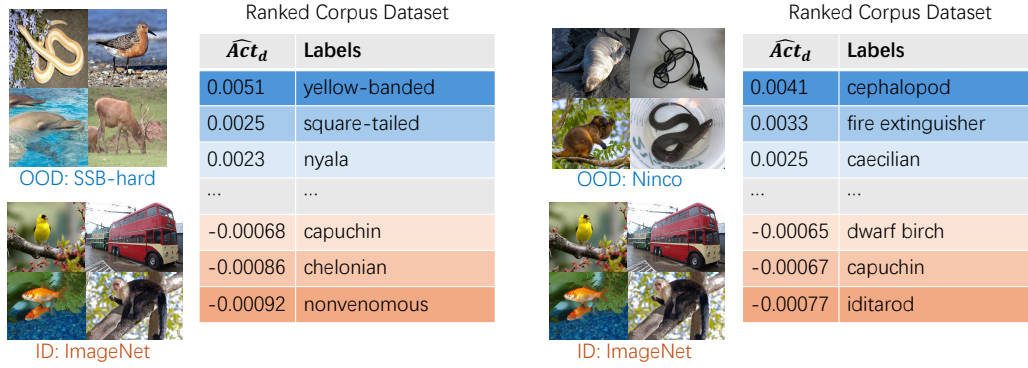 Ranked Corpus Dataset
Act_d Labels
0.0051 yellow-banded
0.0025 square-tailed
0.0023 nyala
... ...
-0.00068 capuchin
-0.00086 chelonian
-0.00092 nonvenomous
OOD: SSB-hard
ID: ImageNet
Ranked Corpus Dataset
Act_d Labels
0.0041 cephalopod
0.0033 fire extinguisher
0.0025 caecilian
... ...
-0.00065 dwarf birch
-0.00067 capuchin
-0.00077 iditarod
OOD: Ninco
ID: ImageNet